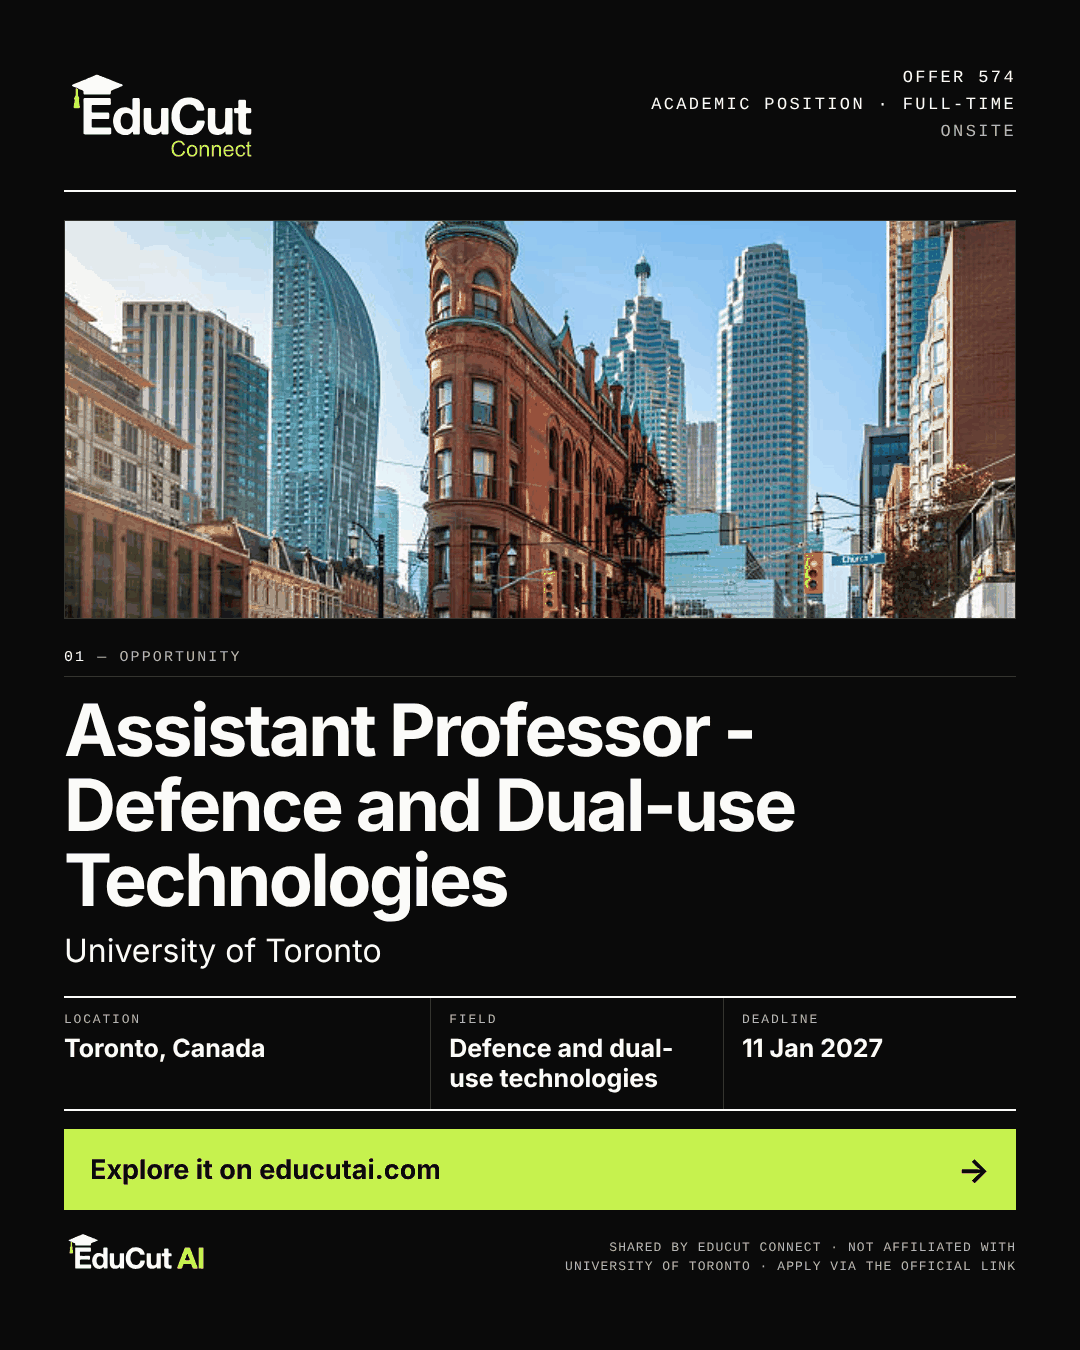 EduCut
Connect
OFFER 574
ACADEMIC POSITION · FULL-TIME
ONSITE
Church
01 — OPPORTUNITY
Assistant Professor -
Defence and Dual-use
Technologies
University of Toronto
LOCATION
Toronto, Canada
FIELD
Defence and dual-
use technologies
DEADLINE
11 Jan 2027
Explore it on educutai.com →
EduCut AI
SHARED BY EDUCUT CONNECT · NOT AFFILIATED WITH
UNIVERSITY OF TORONTO · APPLY VIA THE OFFICIAL LINK